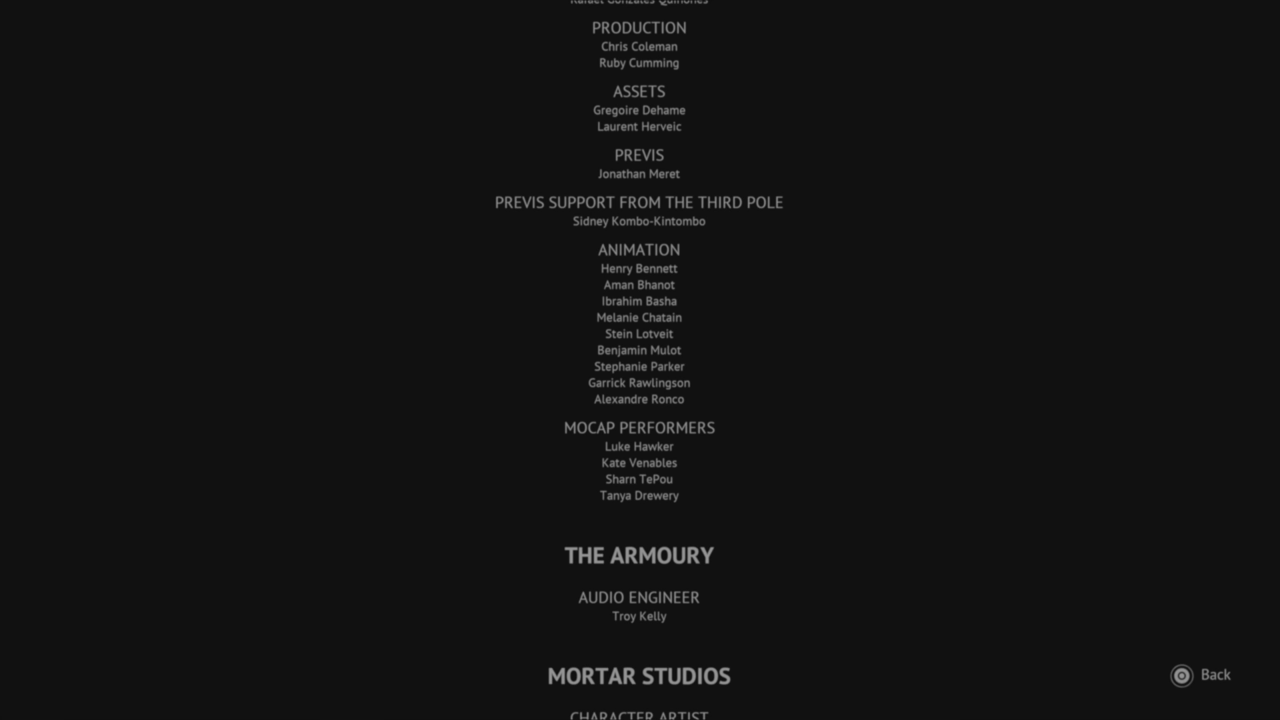 Rafael Gonzales Quinones
PRODUCTION
Chris Coleman
Ruby Cumming
ASSETS
Gregoire Dehame
Laurent Herveic
PREVIS
Jonathan Meret
PREVIS SUPPORT FROM THE THIRD POLE
Sidney Kombo-Kintombo
ANIMATION
Henry Bennett
Aman Bhanot
Ibrahim Basha
Melanie Chatain
Stein Lotveit
Benjamin Mulot
Stephanie Parker
Garrick Rawlingson
Alexandre Ronco
MOCAP PERFORMERS
Luke Hawker
Kate Venables
Sharn TePou
Tanya Drewery
THE ARMOURY
AUDIO ENGINEER
Troy Kelly
MORTAR STUDIOS
Back
CHARACTER ARTIST